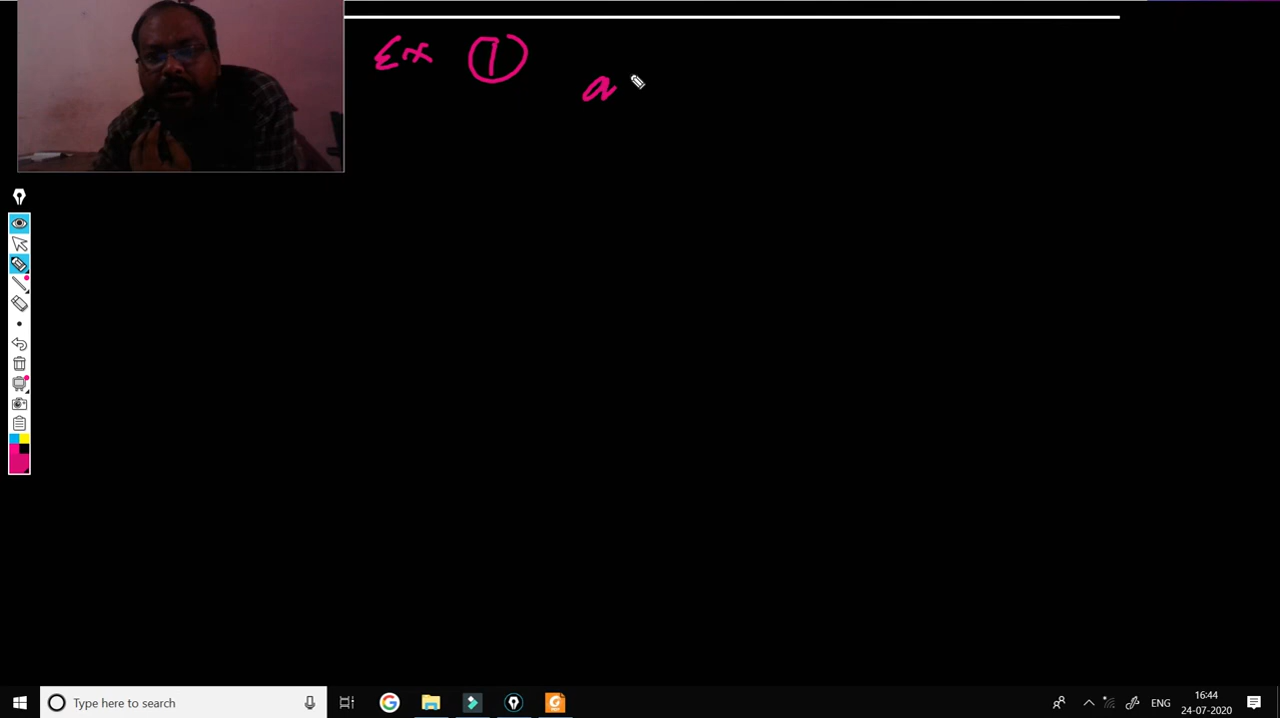 Ex ①
a
Type here to search
ENG
16:44
24-07-2020